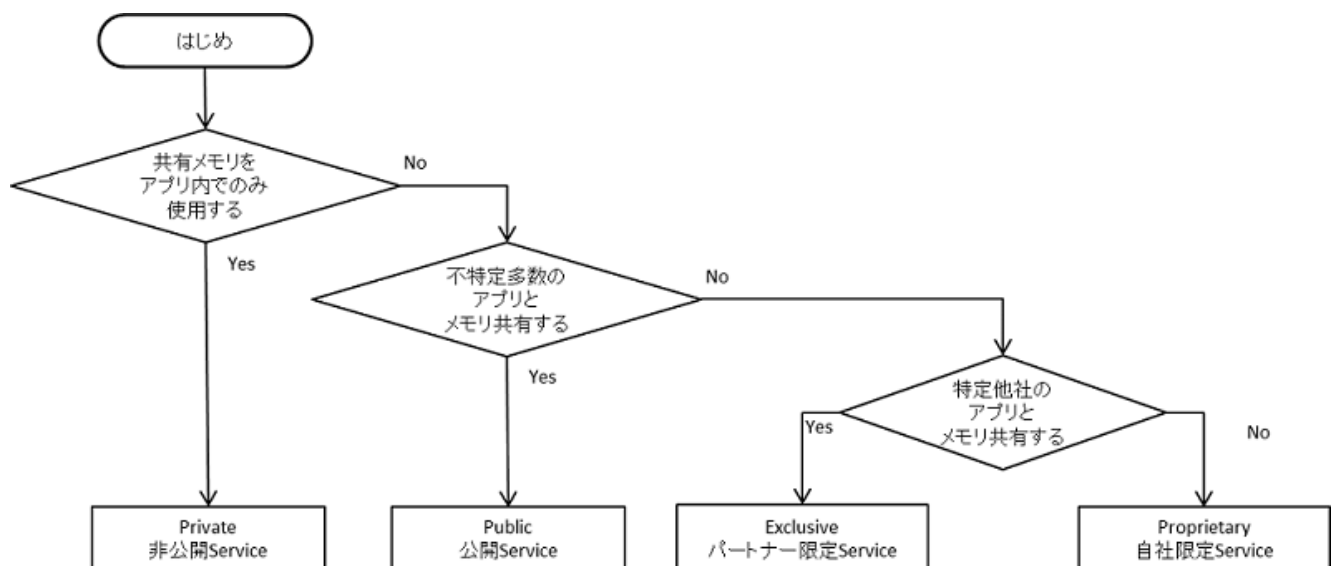 はじめ
共有メモリを
アプリ内でのみ
使用する
No
Yes
不特定多数の
アプリと
メモリ共有する
No
Yes
特定他社の
アプリと
メモリ共有する
Yes
No
Private
非公開Service
Public
公開Service
Exclusive
パートナー限定Service
Proprietary
自社限定Service